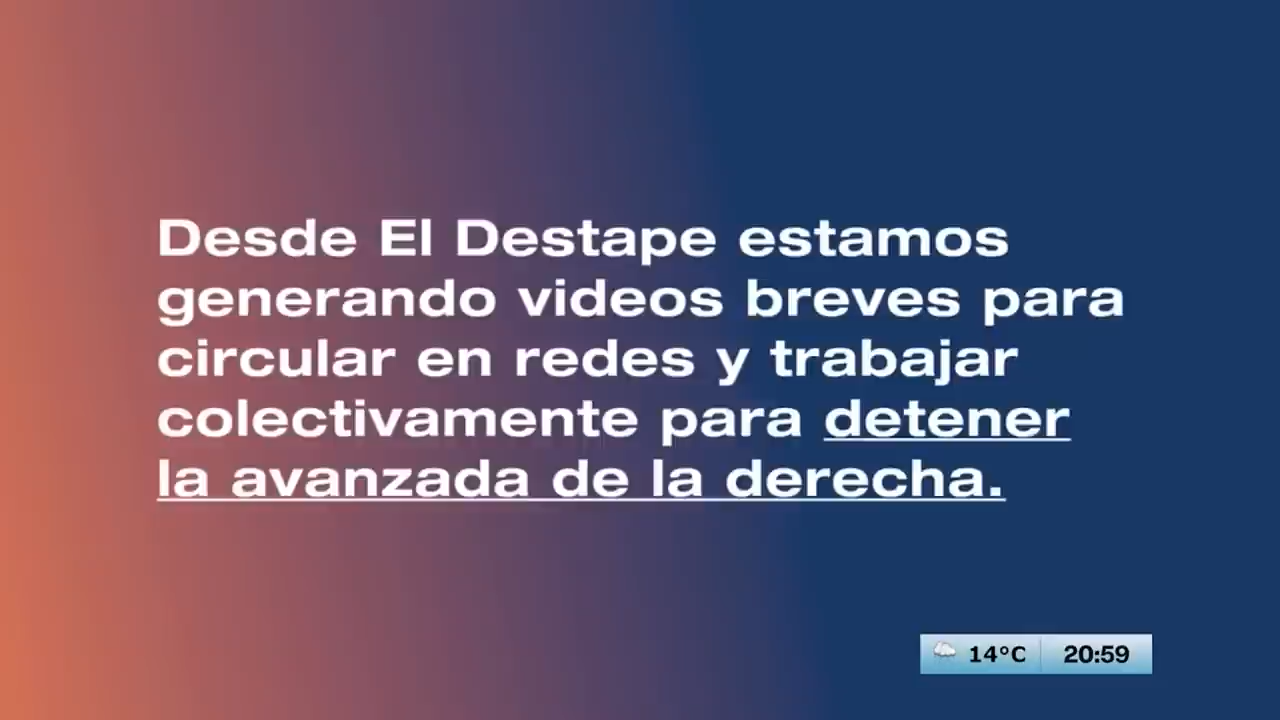 Desde El Destape estamos
generando videos breves para
circular en redes y trabajar
colectivamente para detener
la avanzada de la derecha.
14°C 20:59